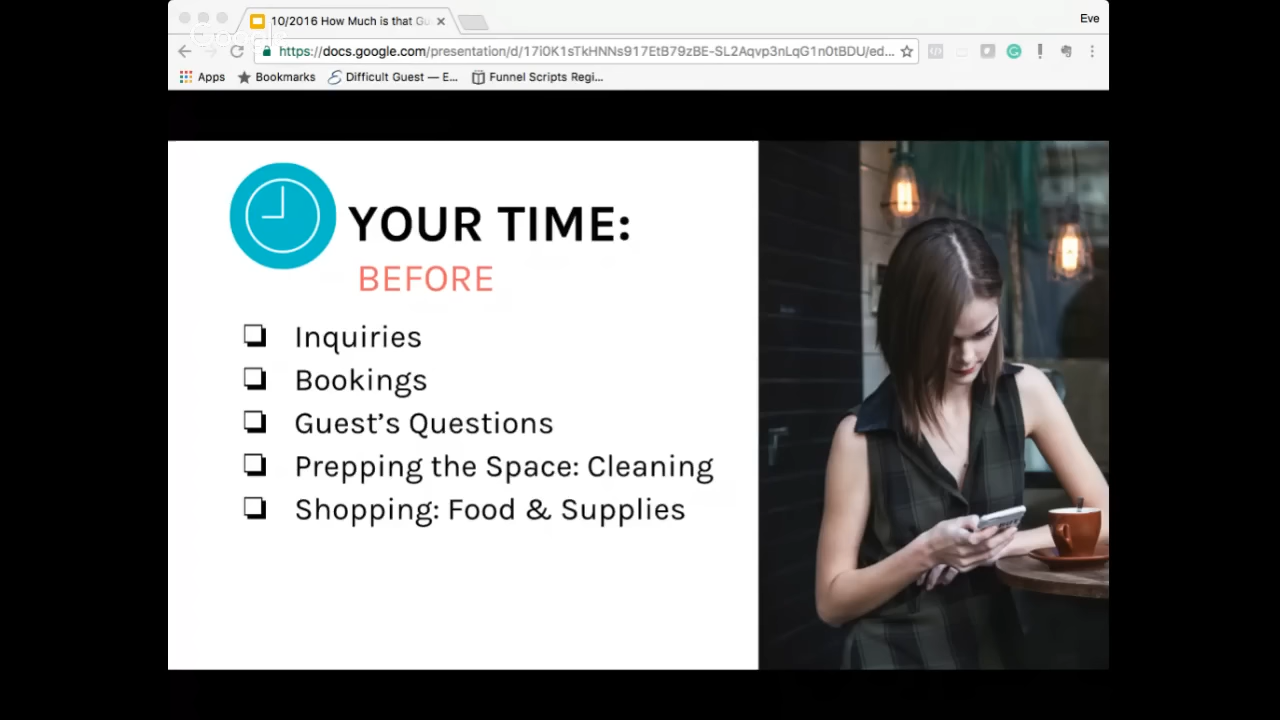 10/2016 How Much is that Gu
Eve
Google
https://docs.google.com/presentation/d/17i0K1sTkHNNs917EtB79zBE-SL2Aqvp3nLqG1n0tBDU/ed...
Apps
Bookmarks
Difficult Guest — E...
Funnel Scripts Regi...
YOUR TIME:
BEFORE
Inquiries
Bookings
Guest's Questions
Prepping the Space: Cleaning
Shopping: Food & Supplies